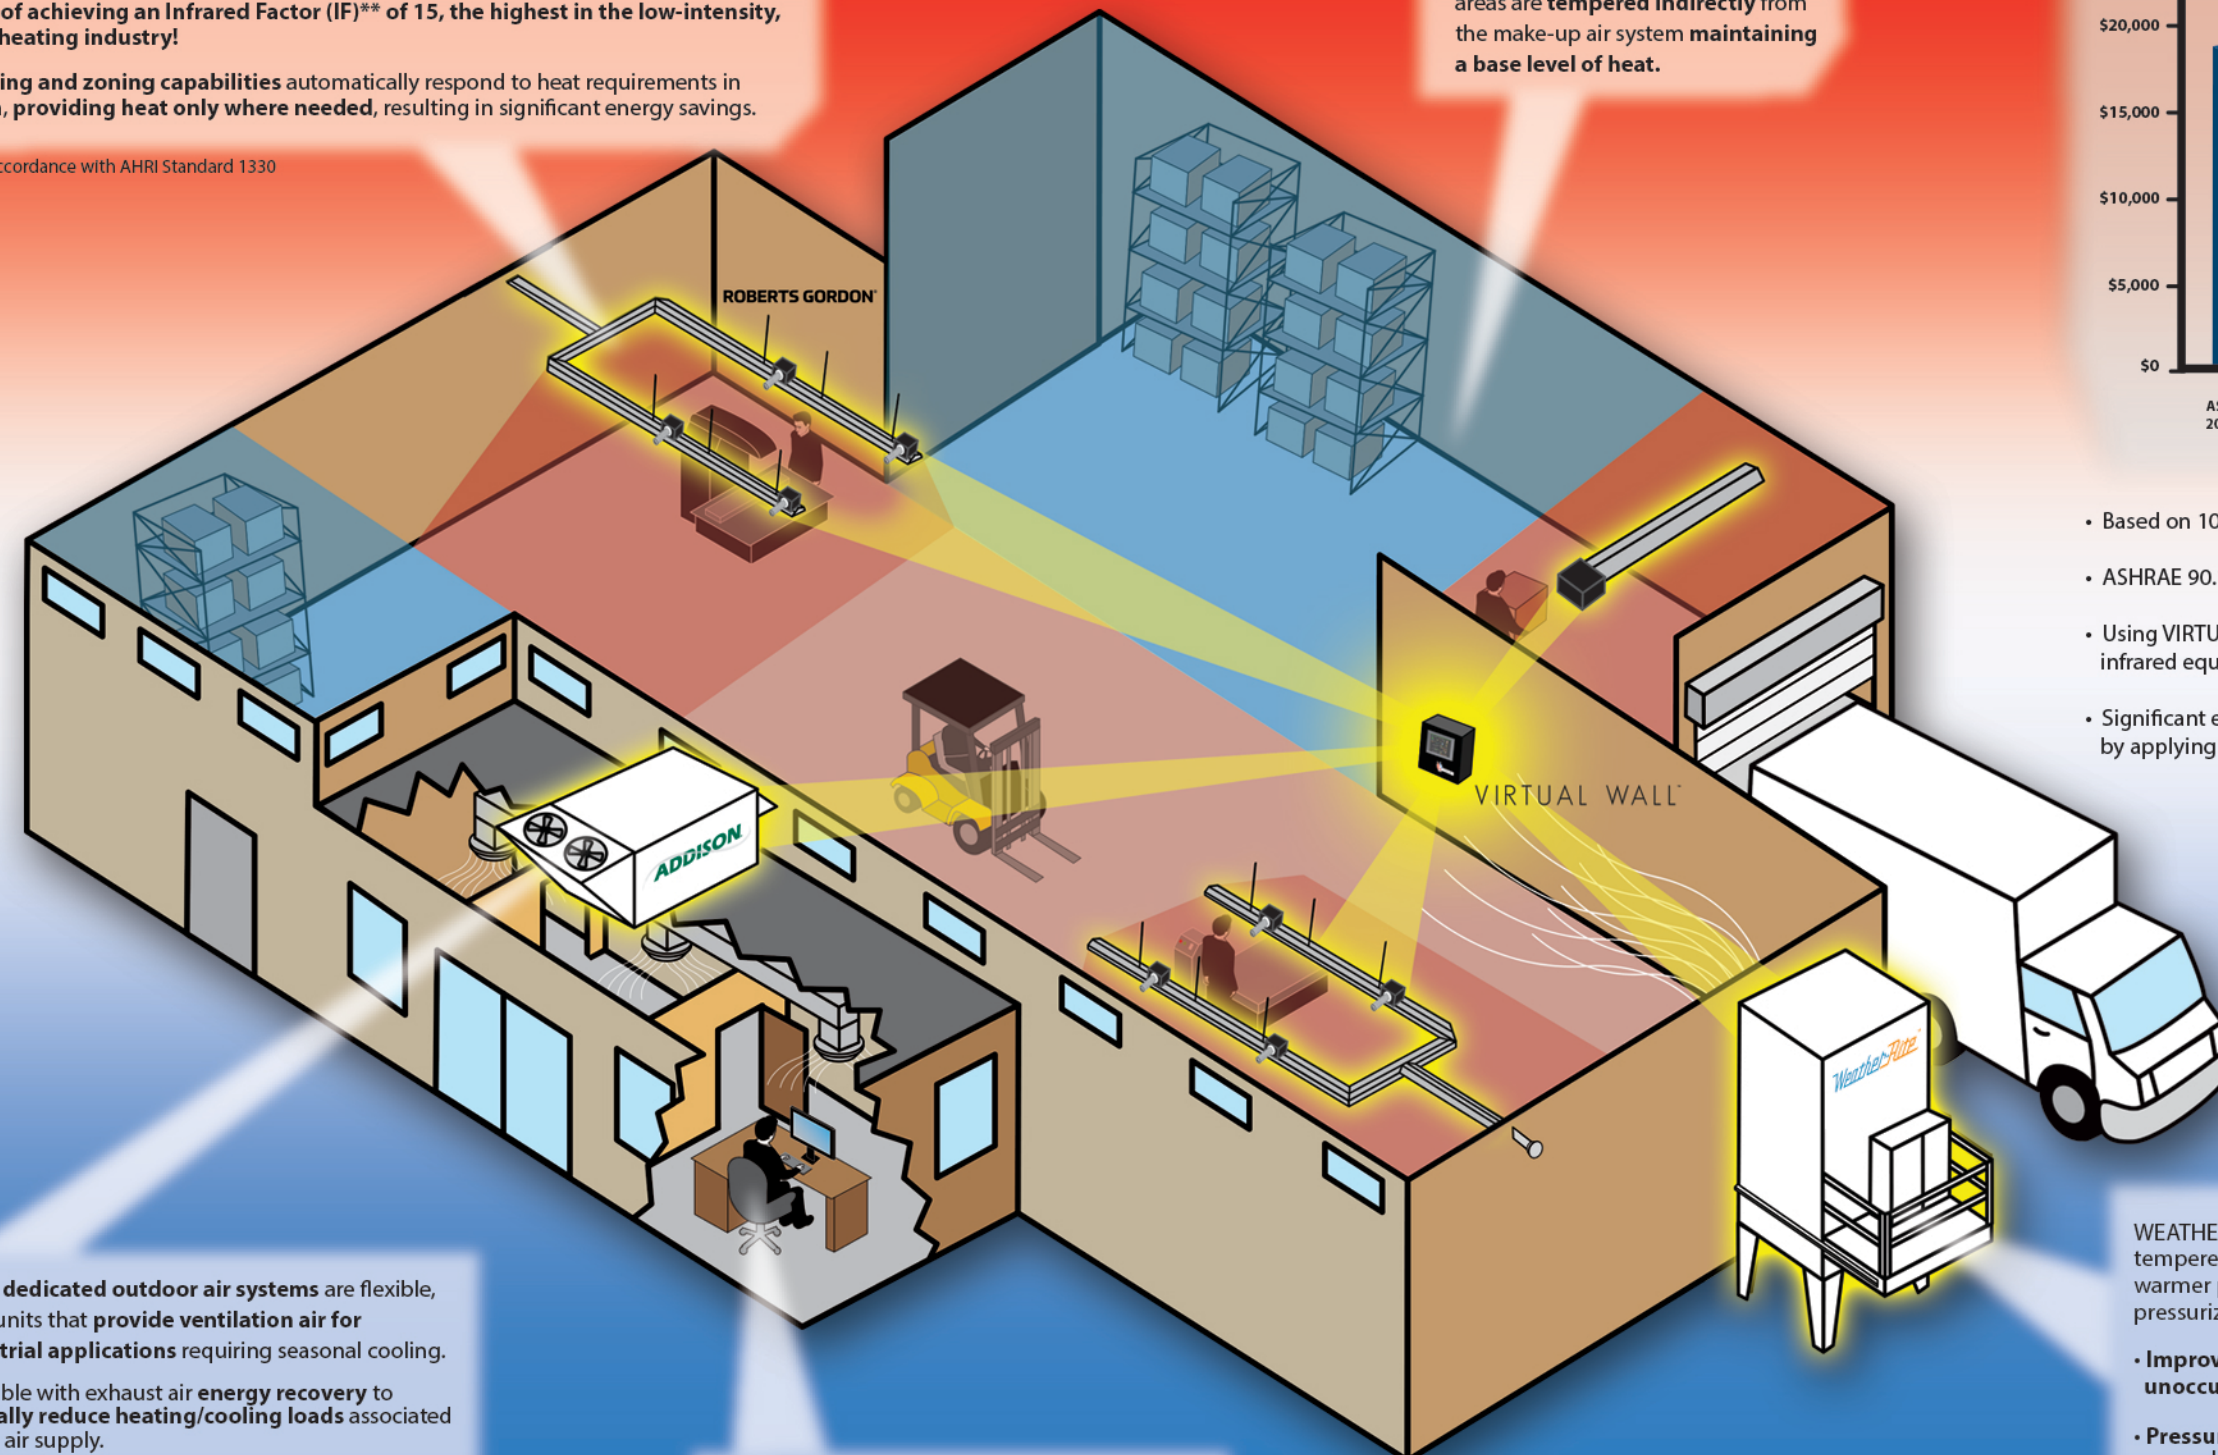 of achieving an Infrared Factor (IF)** of 15, the highest in the low-intensity,
heating industry!
ing and zoning capabilities automatically respond to heat requirements in
, providing heat only where needed, resulting in significant energy savings.
ccordance with AHRI Standard 1330
areas are tempered indirectly from
the make-up air system maintaining
a base level of heat.
$20,000
$15,000
$10,000
$5,000
$0
AS
20
• Based on 10
• ASHRAE 90.
• Using VIRTU
infrared equ
• Significant e
by applying
ROBERTS GORDON®
VIRTUAL WALL™
ADDISON
WeatherRite™
dedicated outdoor air systems are flexible,
units that provide ventilation air for
trial applications requiring seasonal cooling.
ble with exhaust air energy recovery to
ally reduce heating/cooling loads associated
air supply.
WEATHE
tempere
warmer
pressuriz
• Improv
unoccu
• Pressu